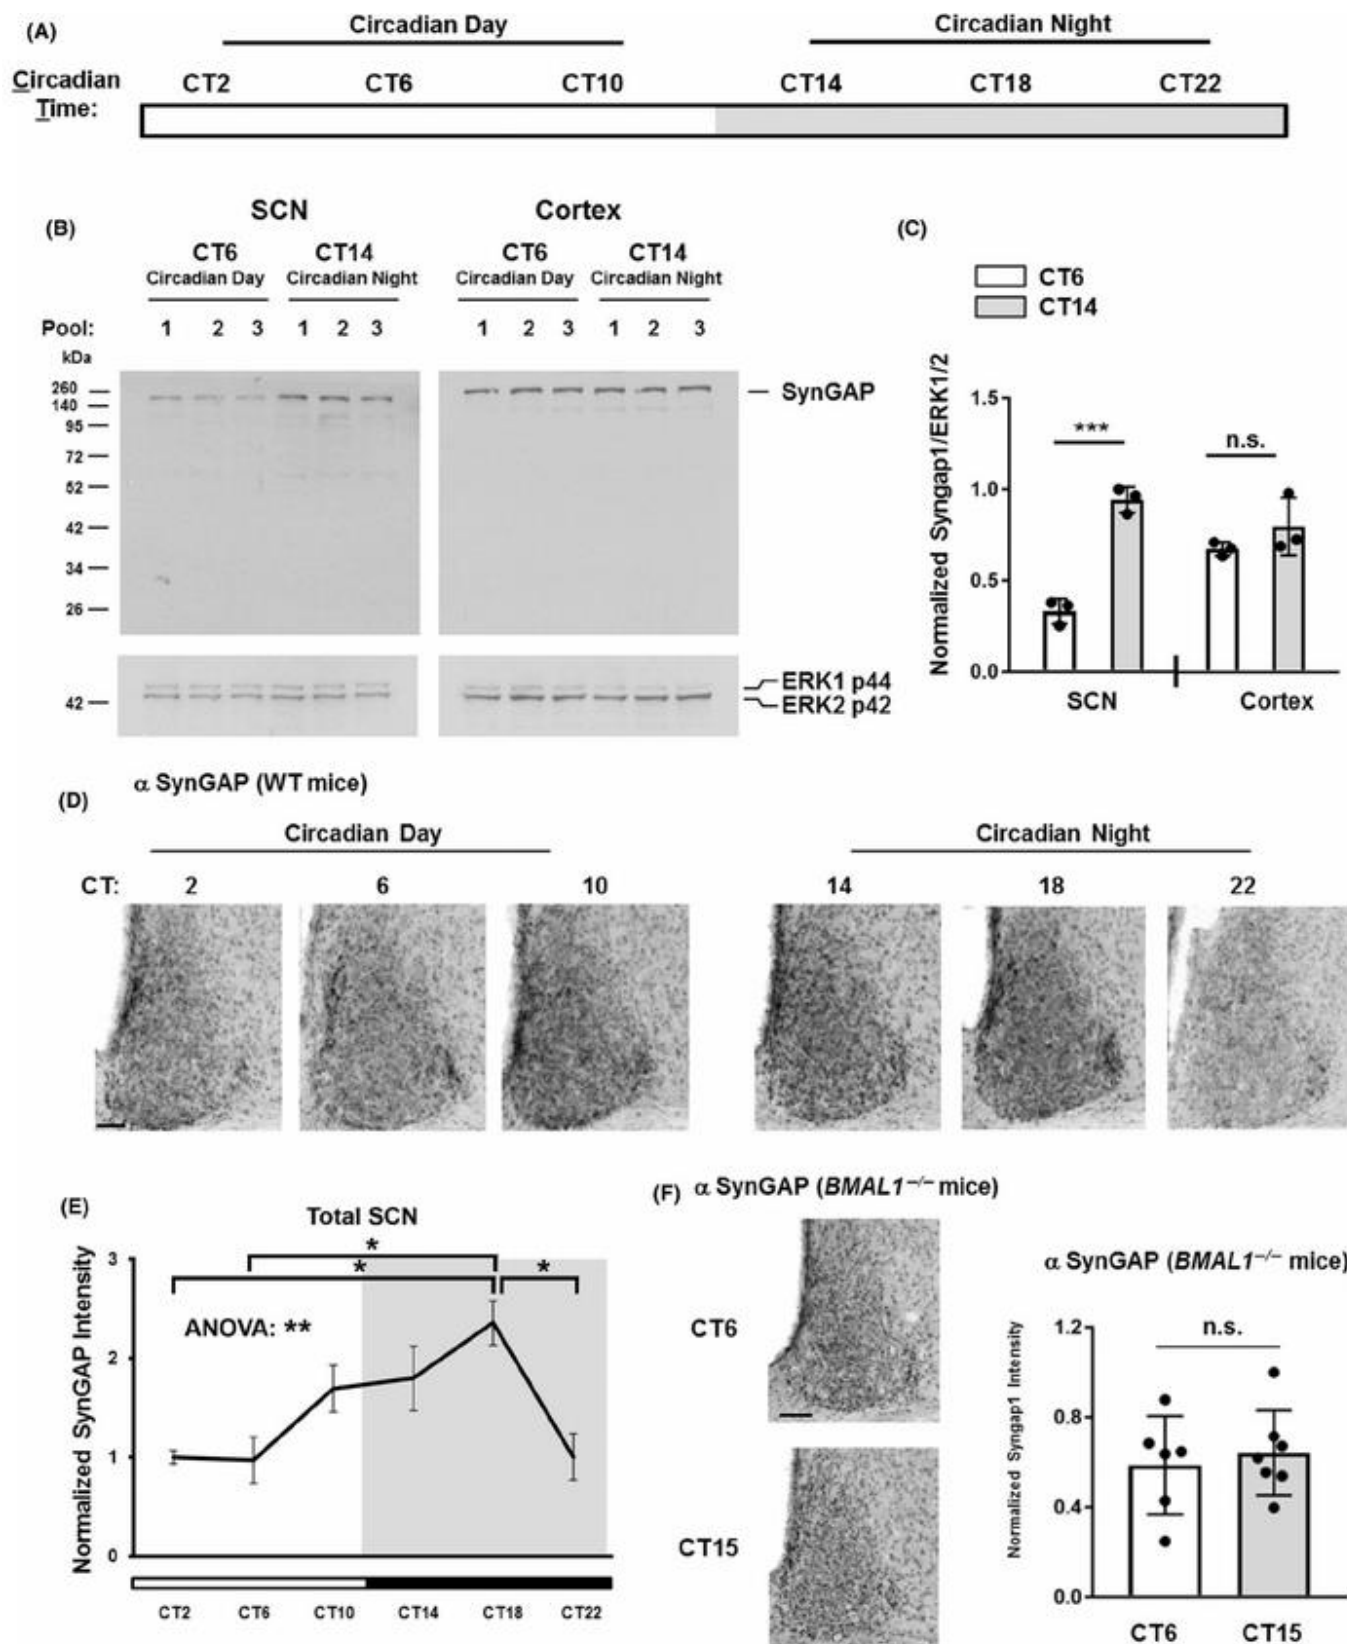 (A)
Circadian Day
Circadian Night
Circadian Time:
CT2 CT6 CT10 CT14 CT18 CT22
(B)
SCN Cortex
CT6 CT14 CT6 CT14
Circadian Day Circadian Night Circadian Day Circadian Night
Pool: 1 2 3 1 2 3 1 2 3 1 2 3
kDa
260
140
95
72
52
42
34
26
SynGAP
42
ERK1 p44
ERK2 p42
(C)
CT6
CT14
Normalized Syngap1/ERK1/2
1.5
1.0
0.5
0.0
***
n.s.
SCN Cortex
(D)
α SynGAP (WT mice)
Circadian Day Circadian Night
CT: 2 6 10 14 18 22
(E)
Total SCN
Normalized SynGAP Intensity
3
2
1
0
*
* *
ANOVA: **
CT2 CT6 CT10 CT14 CT18 CT22
(F) α SynGAP (BMAL1−/− mice)
CT6
CT15
α SynGAP (BMAL1−/− mice)
Normalized Syngap1 Intensity
1.2
0.8
0.4
0.0
n.s.
CT6 CT15